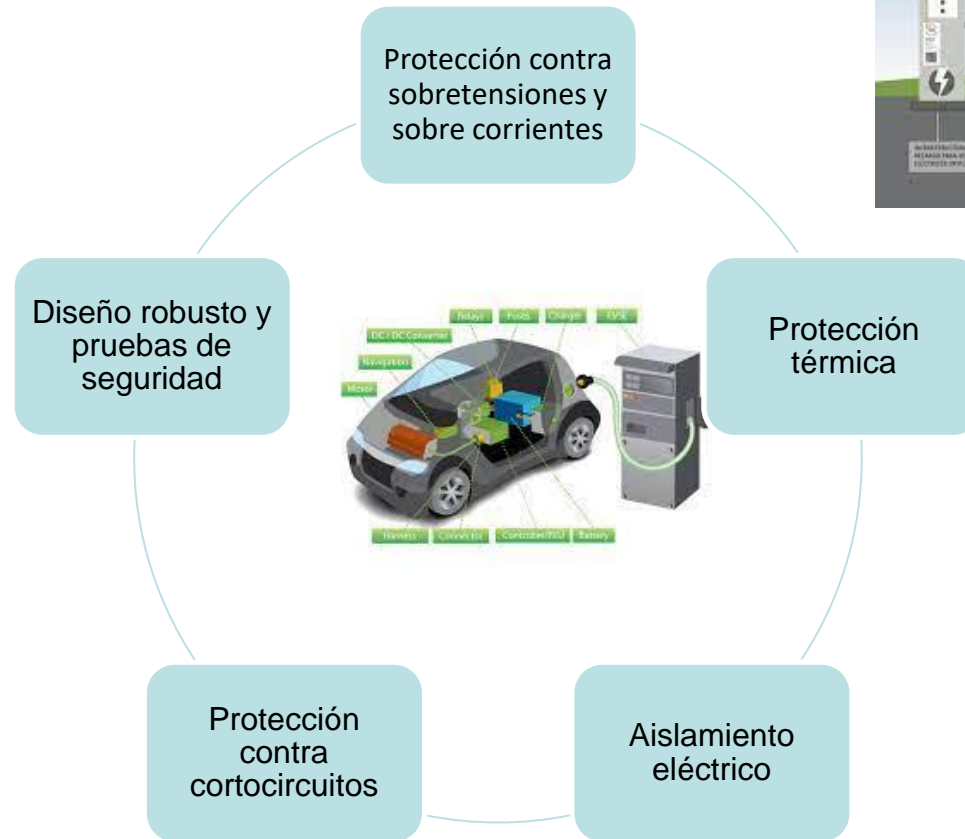 Protección contra
sobretensiones y
sobre corrientes
Diseño robusto y
pruebas de
seguridad
Protección
térmica
Relays
Fuses
Charger
EVSE
DC / DC Converter
Navigation
Motor
Harness
Connector
Battery
Protección
contra
cortocircuitos
Aislamiento
eléctrico